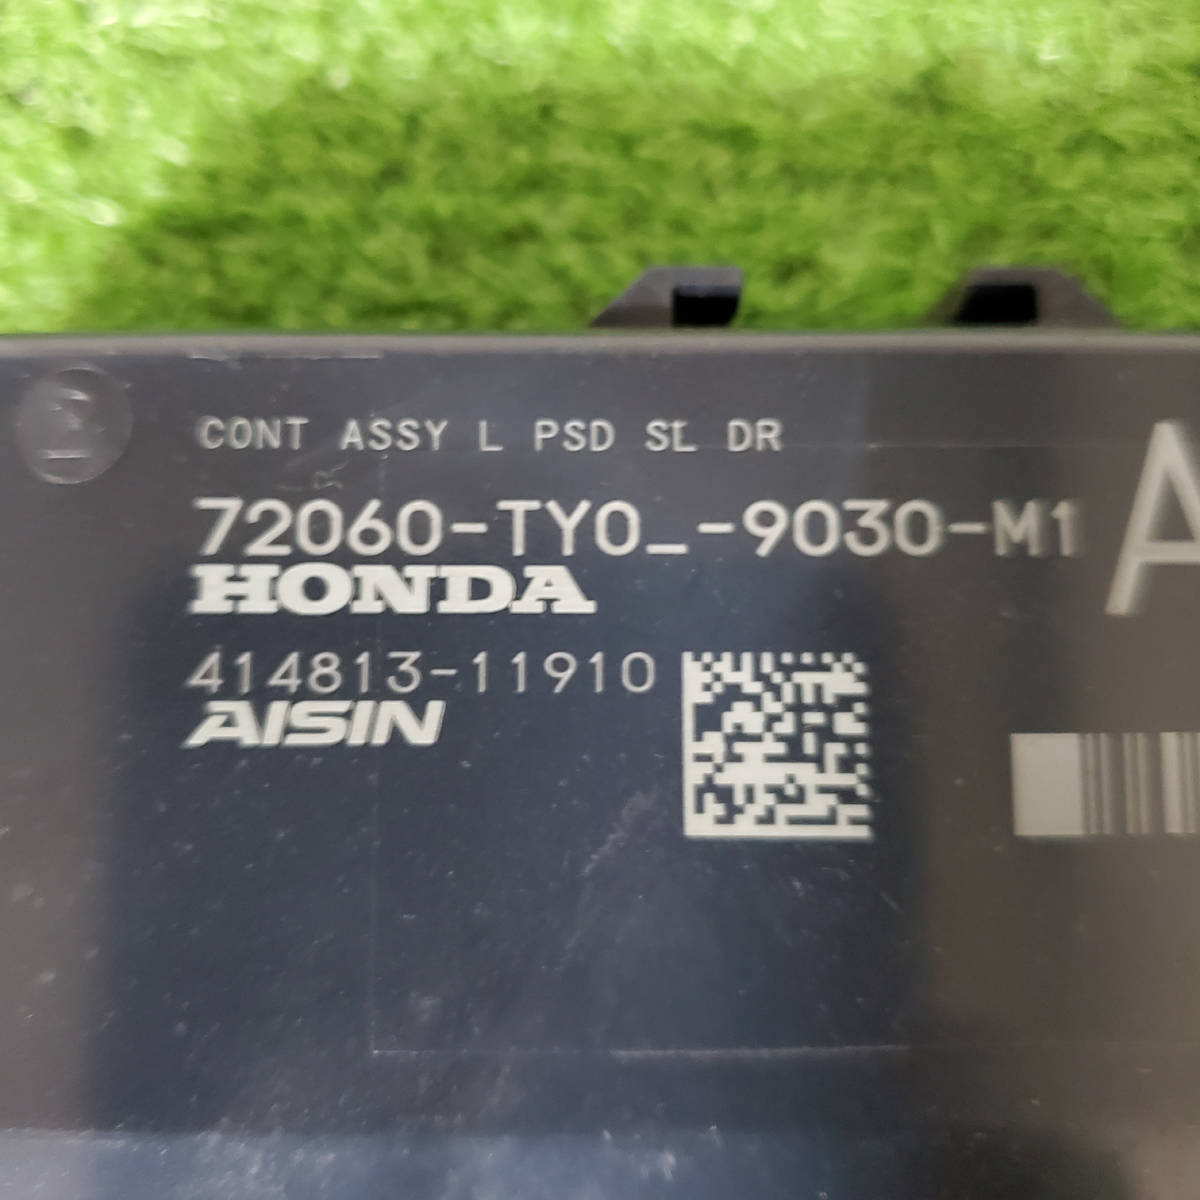 CONT ASSY L PSD SL DR
72060-TY0_-9030-M1
A
HONDA
414813-11910
AISIN